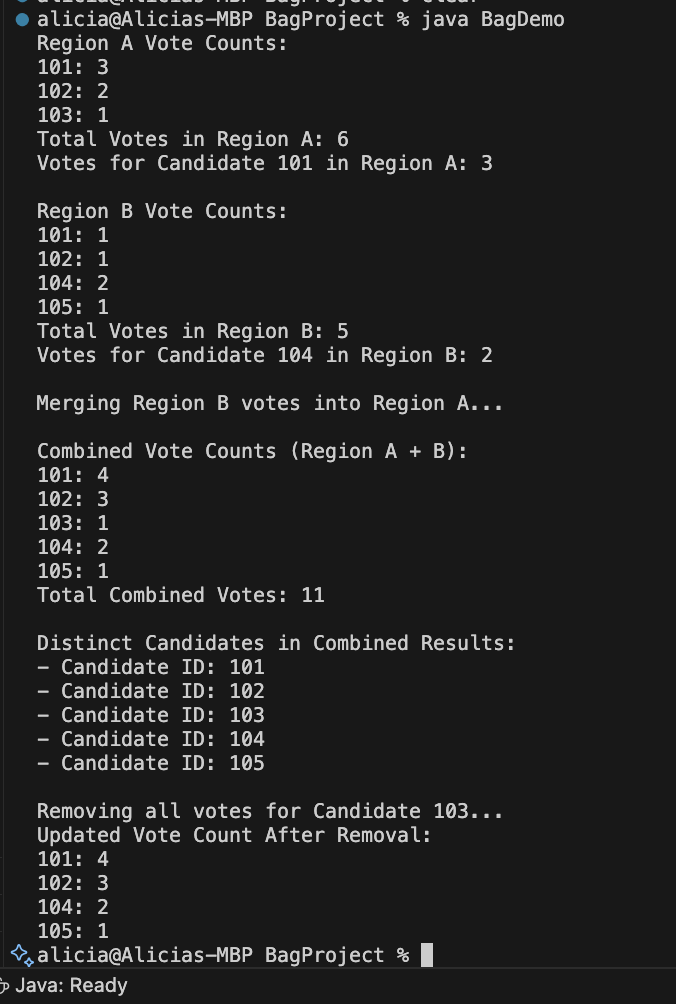 alicia@Alicias-MBP BagProject % clear
alicia@Alicias-MBP BagProject % java BagDemo
Region A Vote Counts:
101: 3
102: 2
103: 1
Total Votes in Region A: 6
Votes for Candidate 101 in Region A: 3
Region B Vote Counts:
101: 1
102: 1
104: 2
105: 1
Total Votes in Region B: 5
Votes for Candidate 104 in Region B: 2
Merging Region B votes into Region A...
Combined Vote Counts (Region A + B):
101: 4
102: 3
103: 1
104: 2
105: 1
Total Combined Votes: 11
Distinct Candidates in Combined Results:
– Candidate ID: 101
– Candidate ID: 102
– Candidate ID: 103
– Candidate ID: 104
– Candidate ID: 105
Removing all votes for Candidate 103...
Updated Vote Count After Removal:
101: 4
102: 3
104: 2
105: 1
alicia@Alicias-MBP BagProject %
Java: Ready